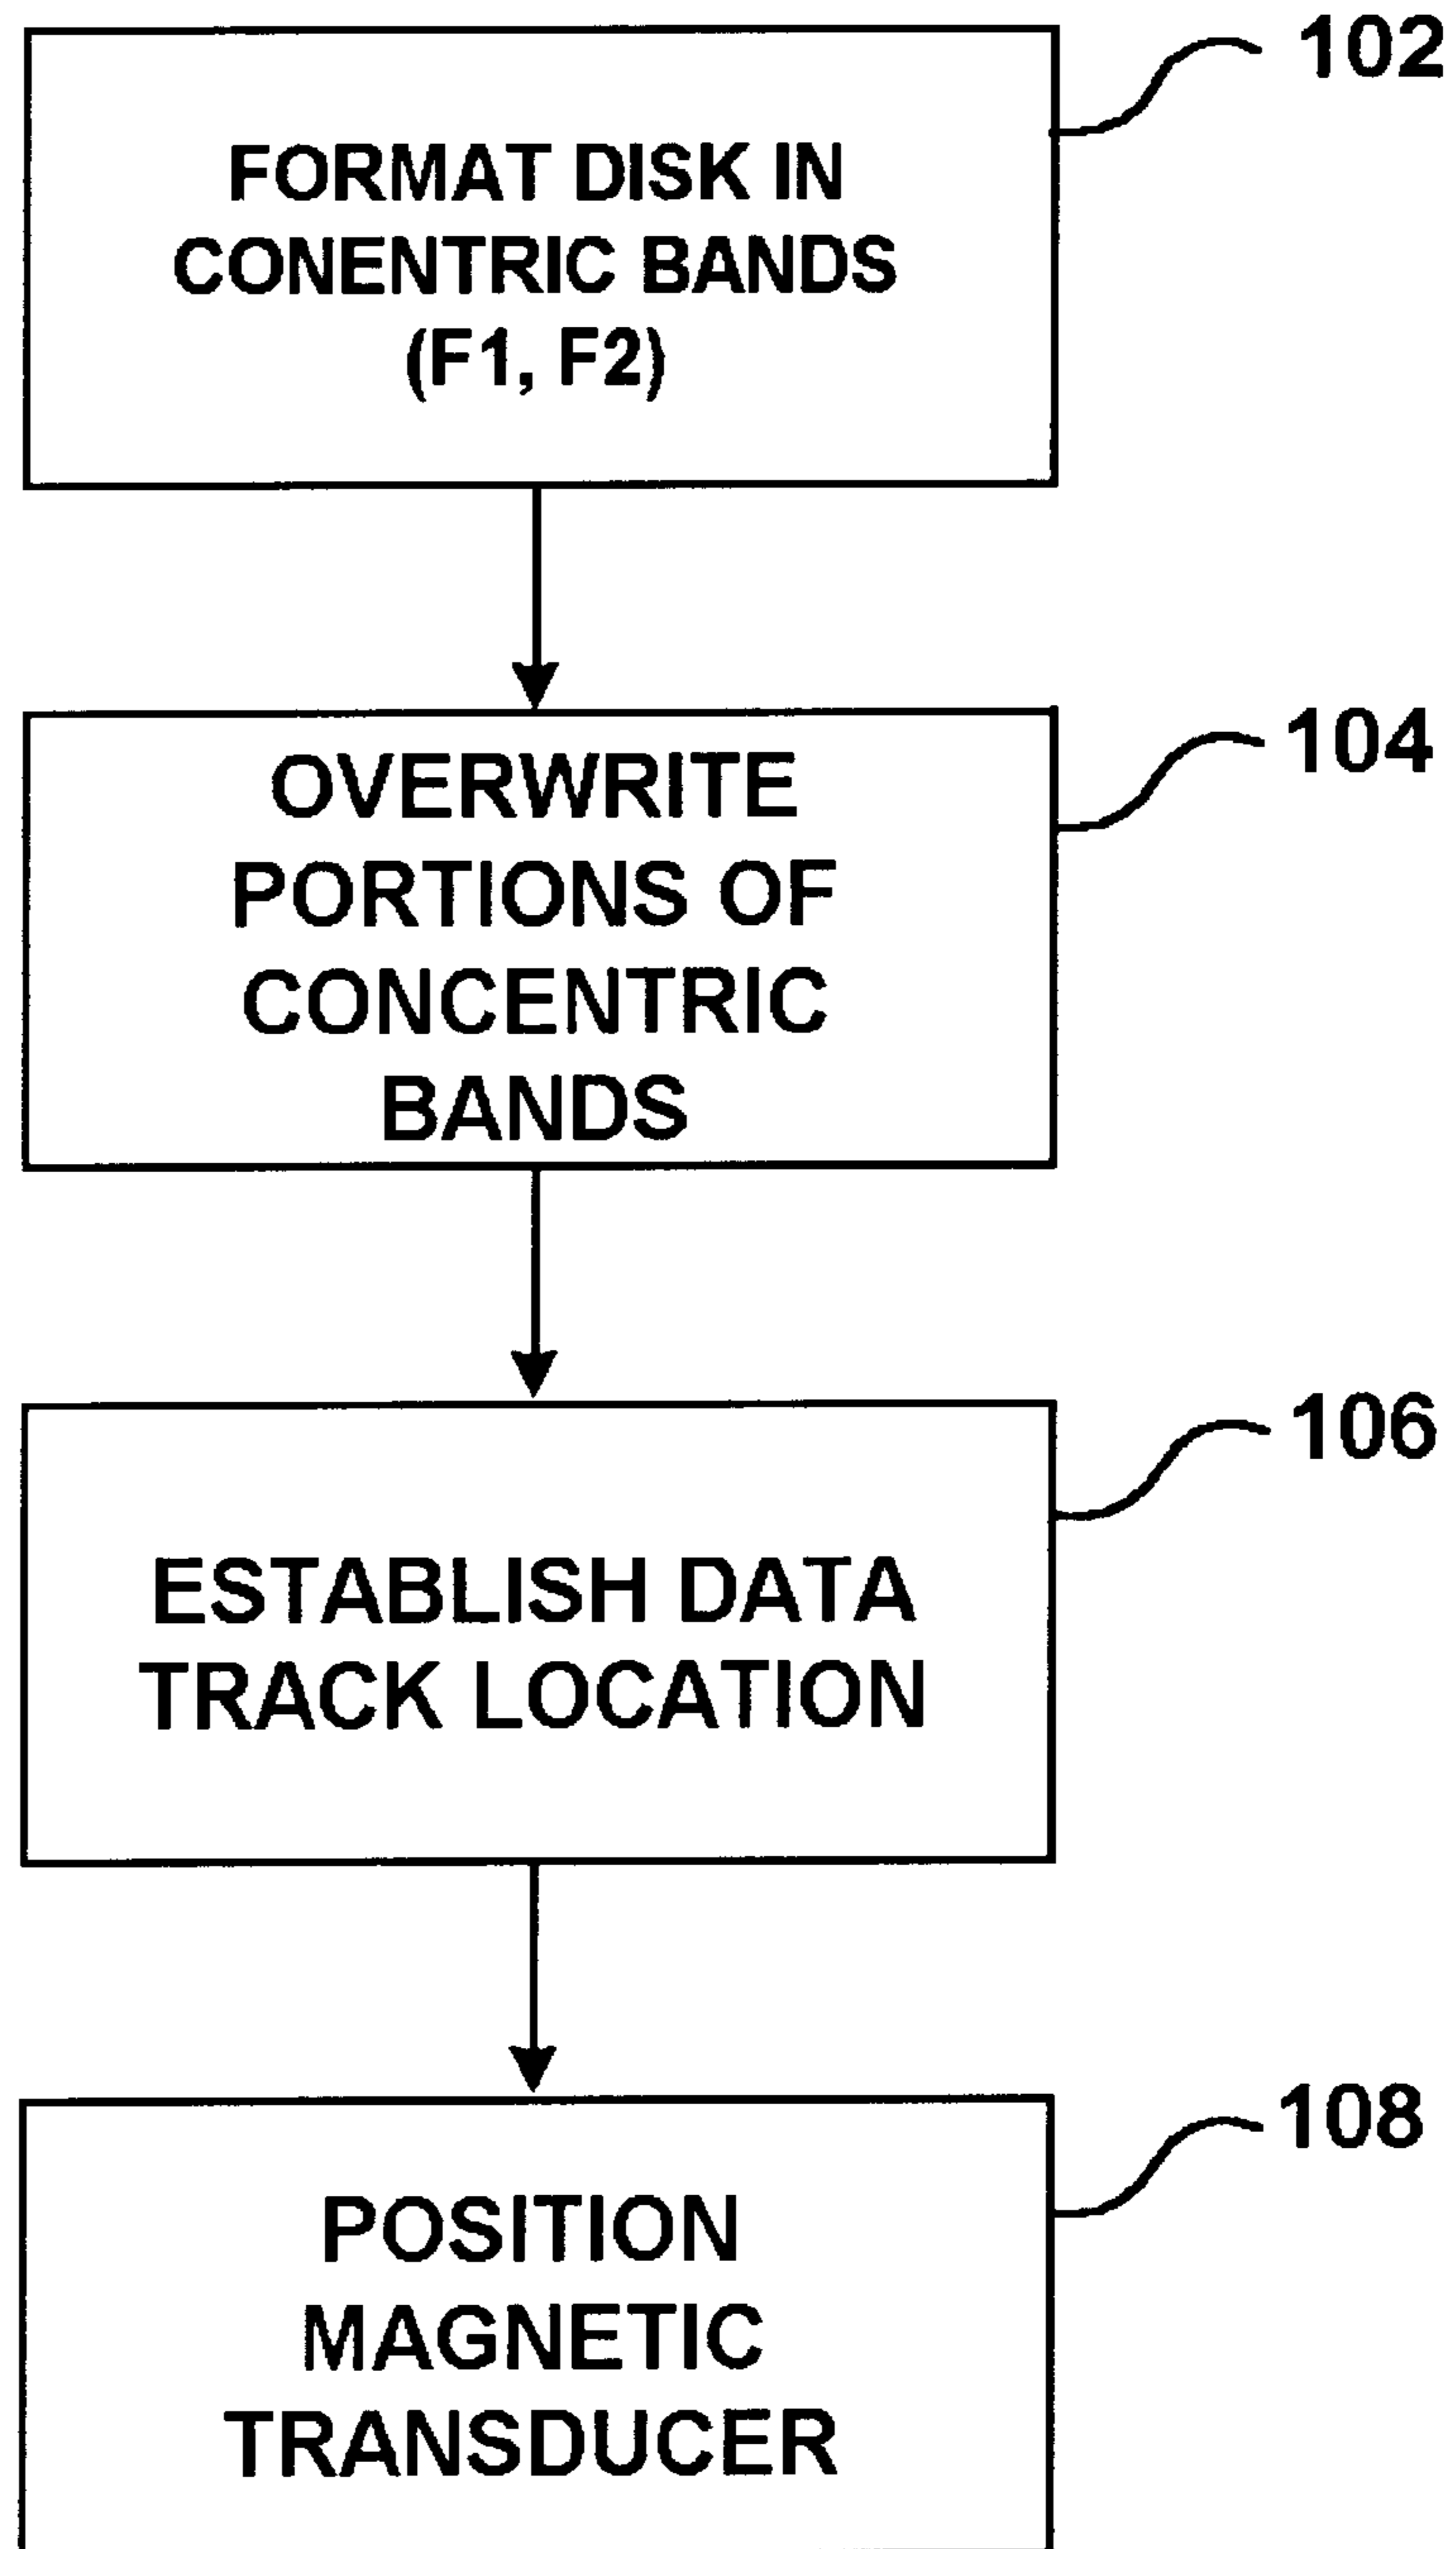 102
FORMAT DISK IN
CONENTRIC BANDS
(F1, F2)
104
OVERWRITE
PORTIONS OF
CONCENTRIC
BANDS
106
ESTABLISH DATA
TRACK LOCATION
108
POSITION
MAGNETIC
TRANSDUCER